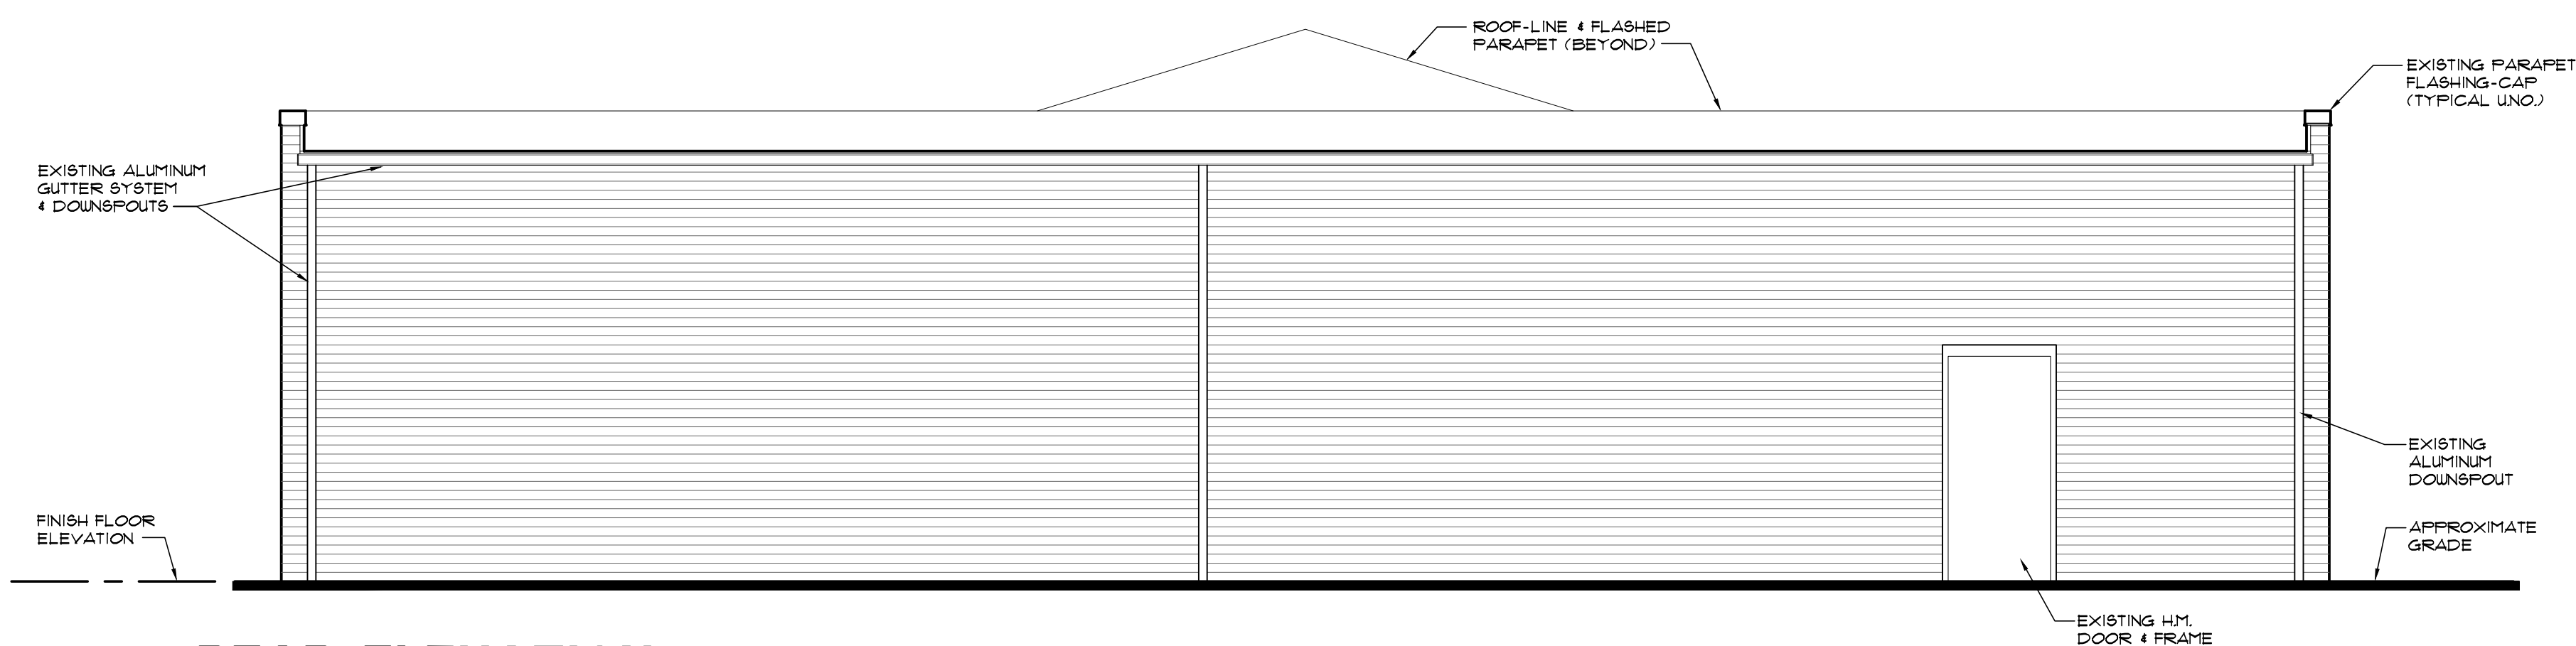 ROOF-LINE & FLASHED
PARAPET (BEYOND)
EXISTING PARAPET
FLASHING-CAP
(TYPICAL U.N.O.)
EXISTING ALUMINUM
GUTTER SYSTEM
& DOWNSPOUTS
EXISTING
ALUMINUM
DOWNSPOUT
FINISH FLOOR
ELEVATION
APPROXIMATE
GRADE
EXISTING H.M.
DOOR & FRAME